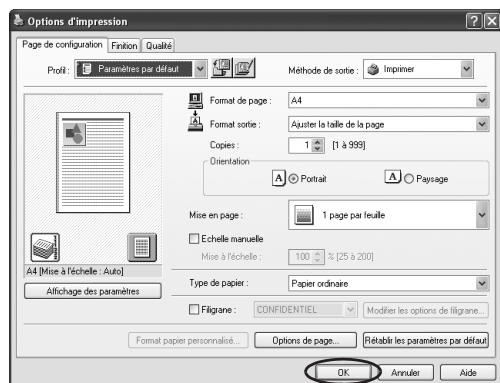 Options d'impression
Page de configuration Finition Qualité
Profil : Paramètres par défaut Méthode de sortie : Imprimer
Format de page : A4
Format sortie : Ajuster la taille de la page
Copies : 1 [1 à 999]
Orientation
A Portrait A Paysage
Mise en page : 1 page par feuille
Echelle manuelle
Mise à l'échelle : 100 % [25 à 200]
A4 [Mise à l'échelle : Auto]
Affichage des paramètres
Type de papier : Papier ordinaire
Filigrane : CONFIDENTIEL Modifier les options de filigrane...
Format papier personnalisé... Options de page... Rétablir les paramètres par défaut
OK Annuler Aide